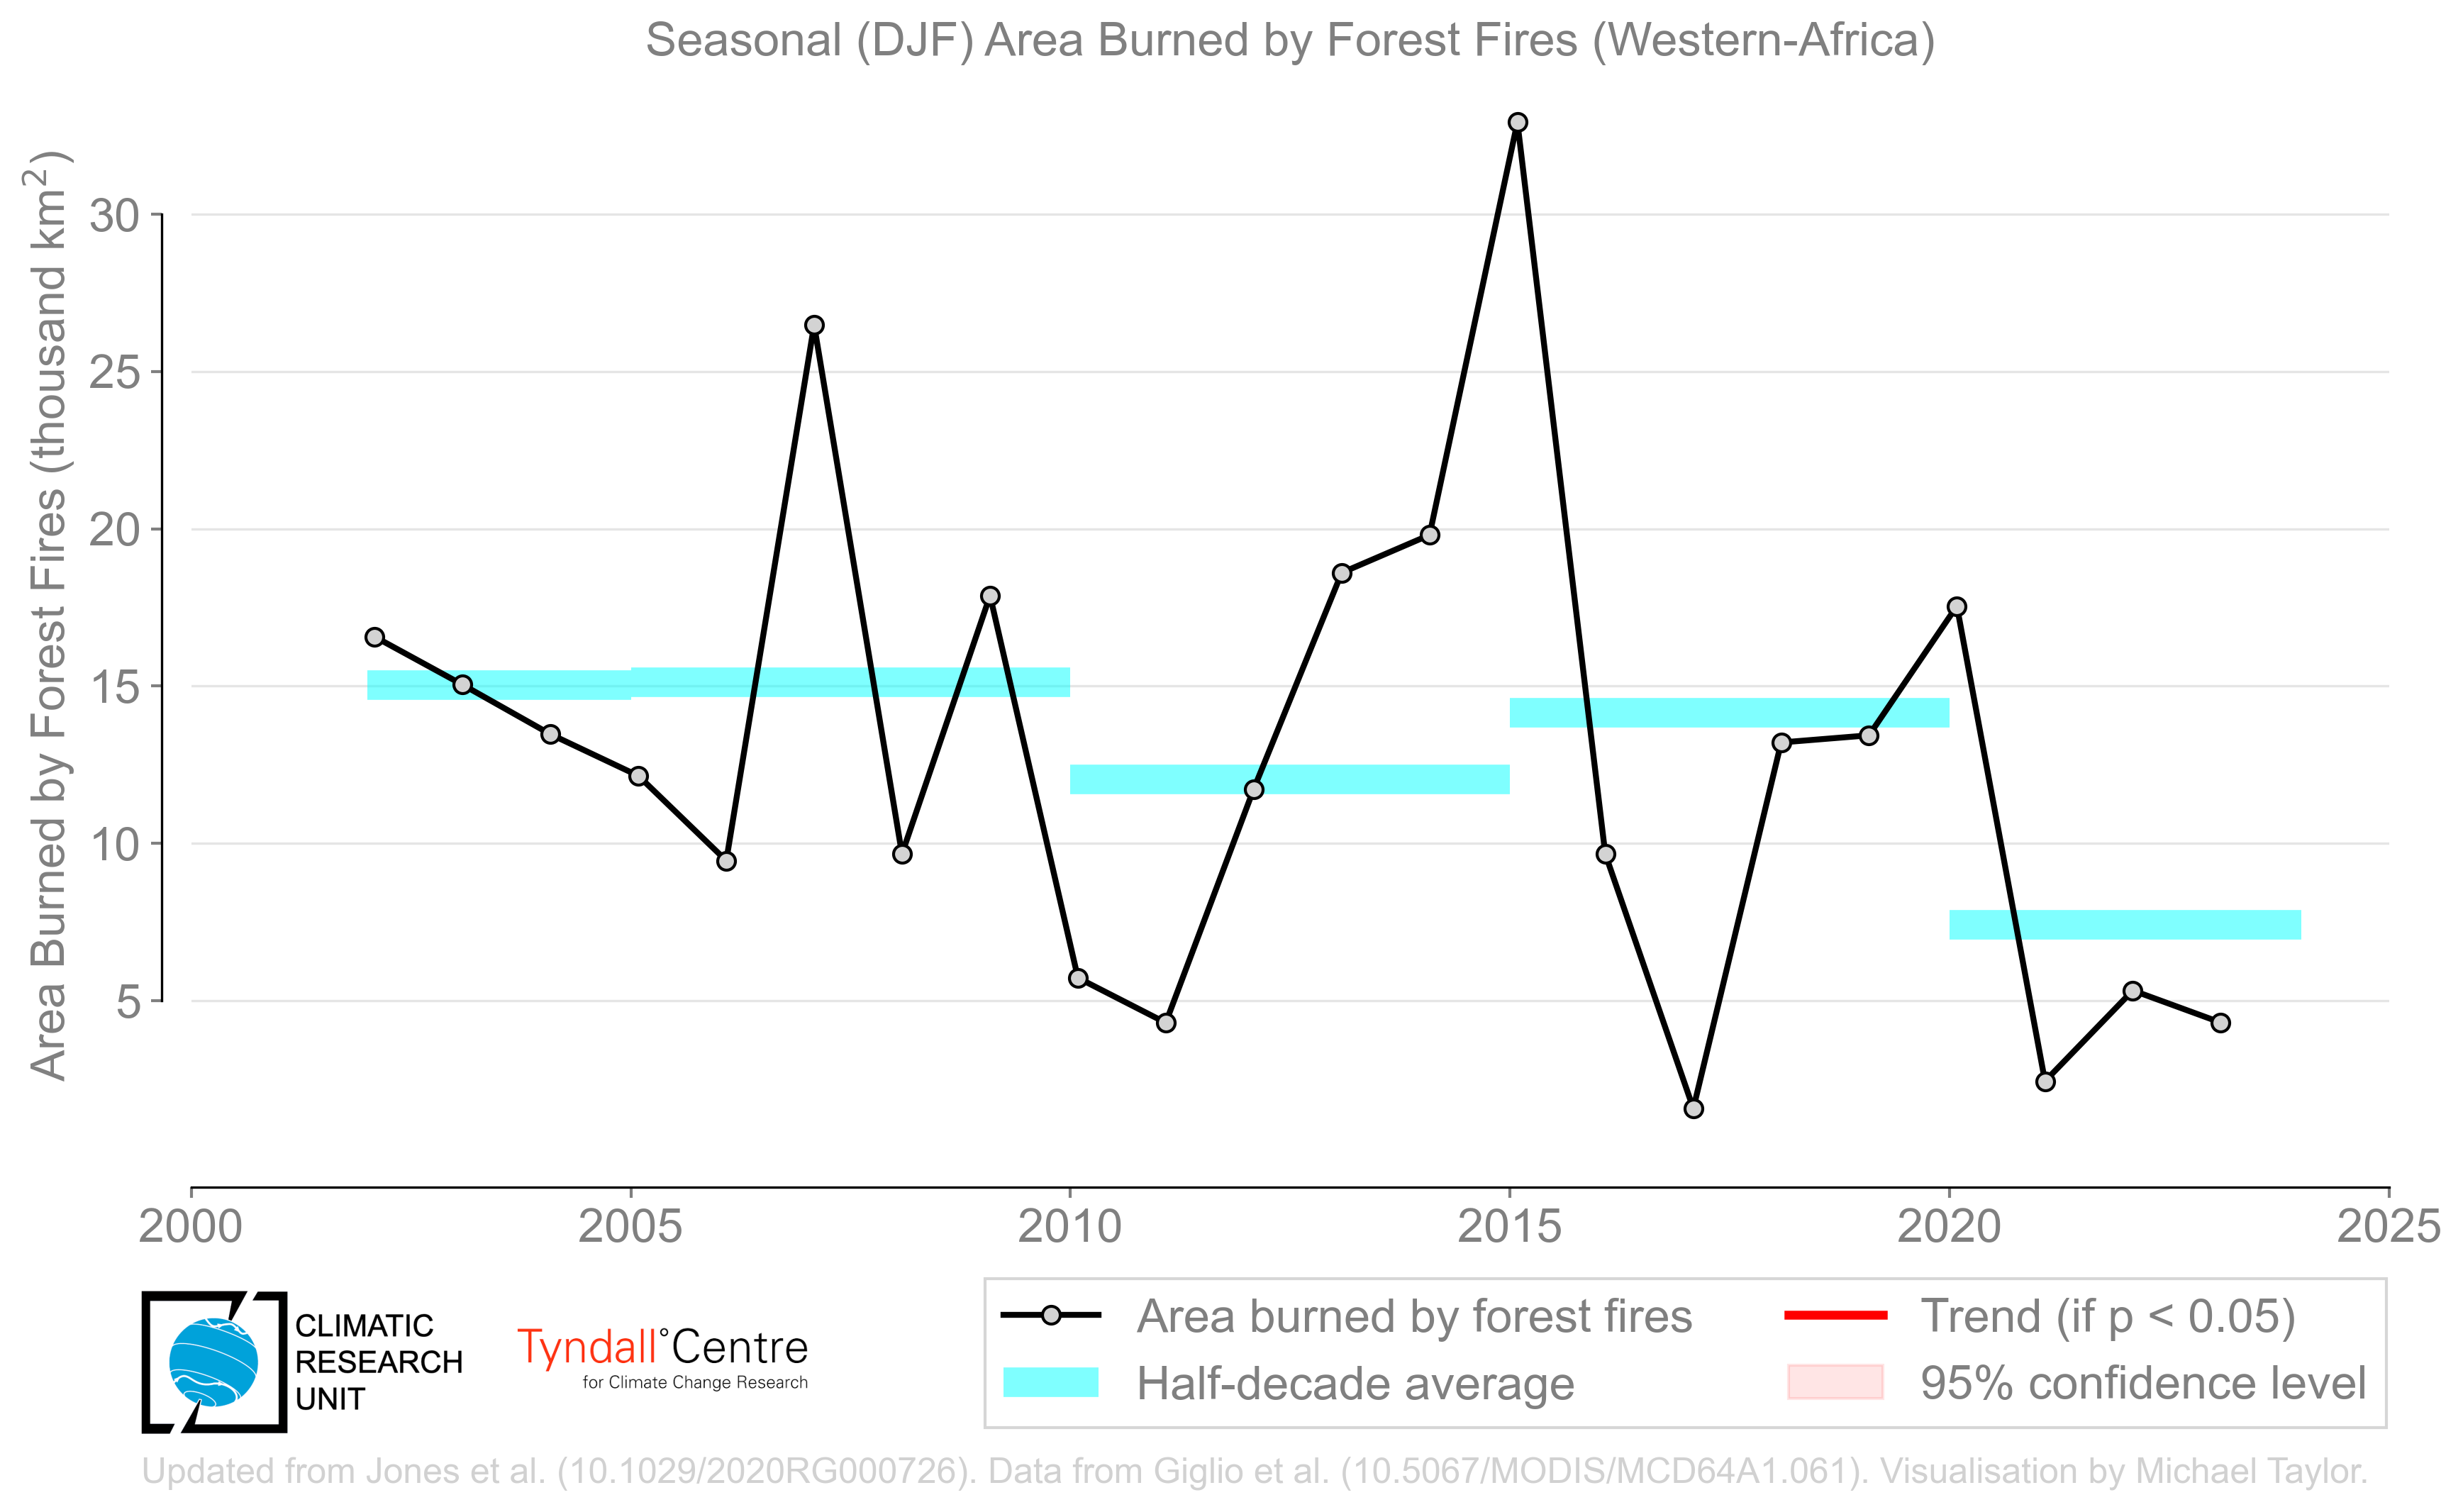 Seasonal (DJF) Area Burned by Forest Fires (Western-Africa)
Area Burned by Forest Fires (thousand km²)
30
25
20
15
10
5
2000
2005
2010
2015
2020
2025
CLIMATIC
RESEARCH
UNIT
Tyndall°Centre
for Climate Change Research
Area burned by forest fires
Half-decade average
Trend (if p < 0.05)
95% confidence level
Updated from Jones et al. (10.1029/2020RG000726). Data from Giglio et al. (10.5067/MODIS/MCD64A1.061). Visualisation by Michael Taylor.